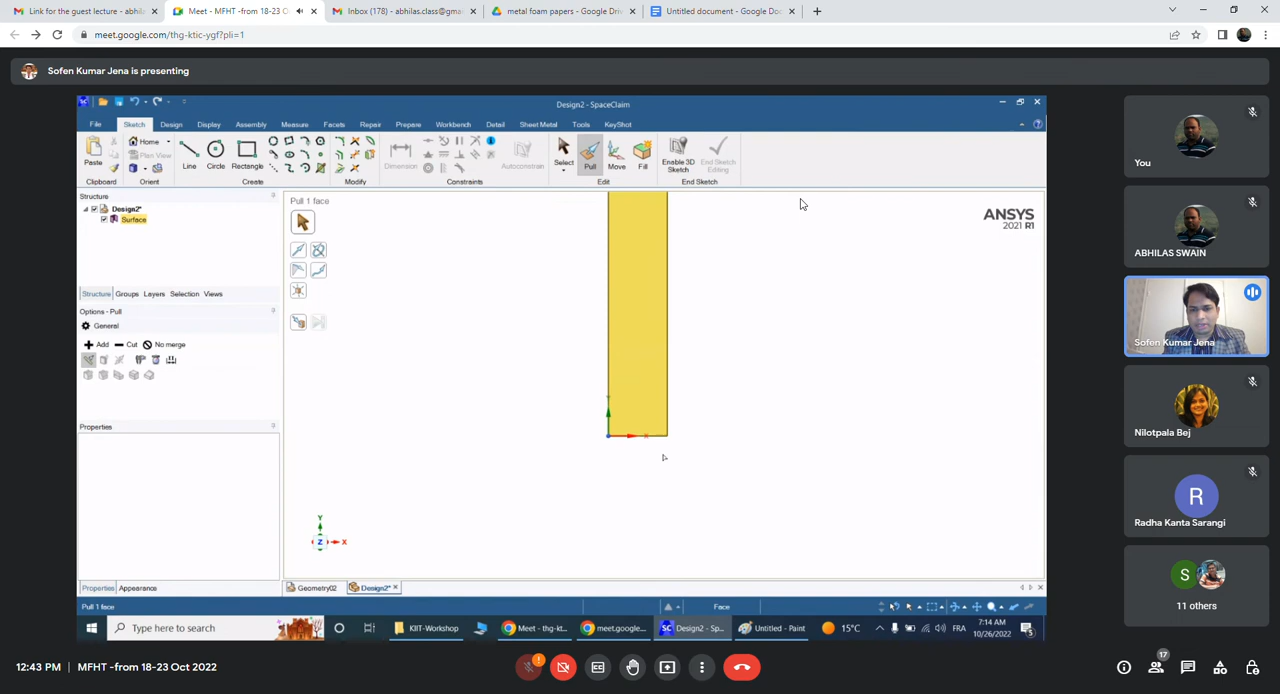 Link for the guest lecture - abhila
Meet - MFHT -from 18-23 O
Inbox (178) - abhilas.class@gma
metal foam papers - Google Driv
Untitled document - Google Doc
meet.google.com/thg-ktic-ygf?pli=1
Sofen Kumar Jena is presenting
Design2 - SpaceClaim
File Sketch Design Display Assembly Measure Facets Repair Prepare Workbench Detail Sheet Metal Tools KeyShot
Home
Plan View
Paste Line Circle Rectangle Dimension Autoconstrain Select Pull Move Fill Enable 3D Sketch End Sketch Editing
Clipboard Orient Create Modify Constraints Edit End Sketch
Structure
Design2*
Surface
Pull 1 face
ANSYS
2021 R1
Structure Groups Layers Selection Views
Options - Pull
General
Add Cut No merge
Properties
Y
X
Z
Properties Appearance
Geometry02 Design2*
Pull 1 face Face
Type here to search
KIIT-Workshop
Meet - thg-kt...
meet.google...
Design2 - Sp...
Untitled - Paint
15°C
FRA
7:14 AM
10/26/2022
5
You
ABHILAS SWAIN
Sofen Kumar Jena
Nilotpala Bej
R
Radha Kanta Sarangi
S
11 others
12:43 PM | MFHT -from 18-23 Oct 2022
17